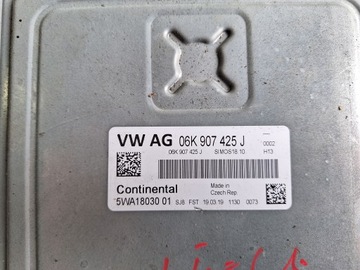 VW AG 06K 907 425 J
06K 907 425 J SIMOS18.10. 0002
H13
Continental Made in
Czech Rep.
5WA18030 01 SJ8 FST 19.03.19 1130 0073